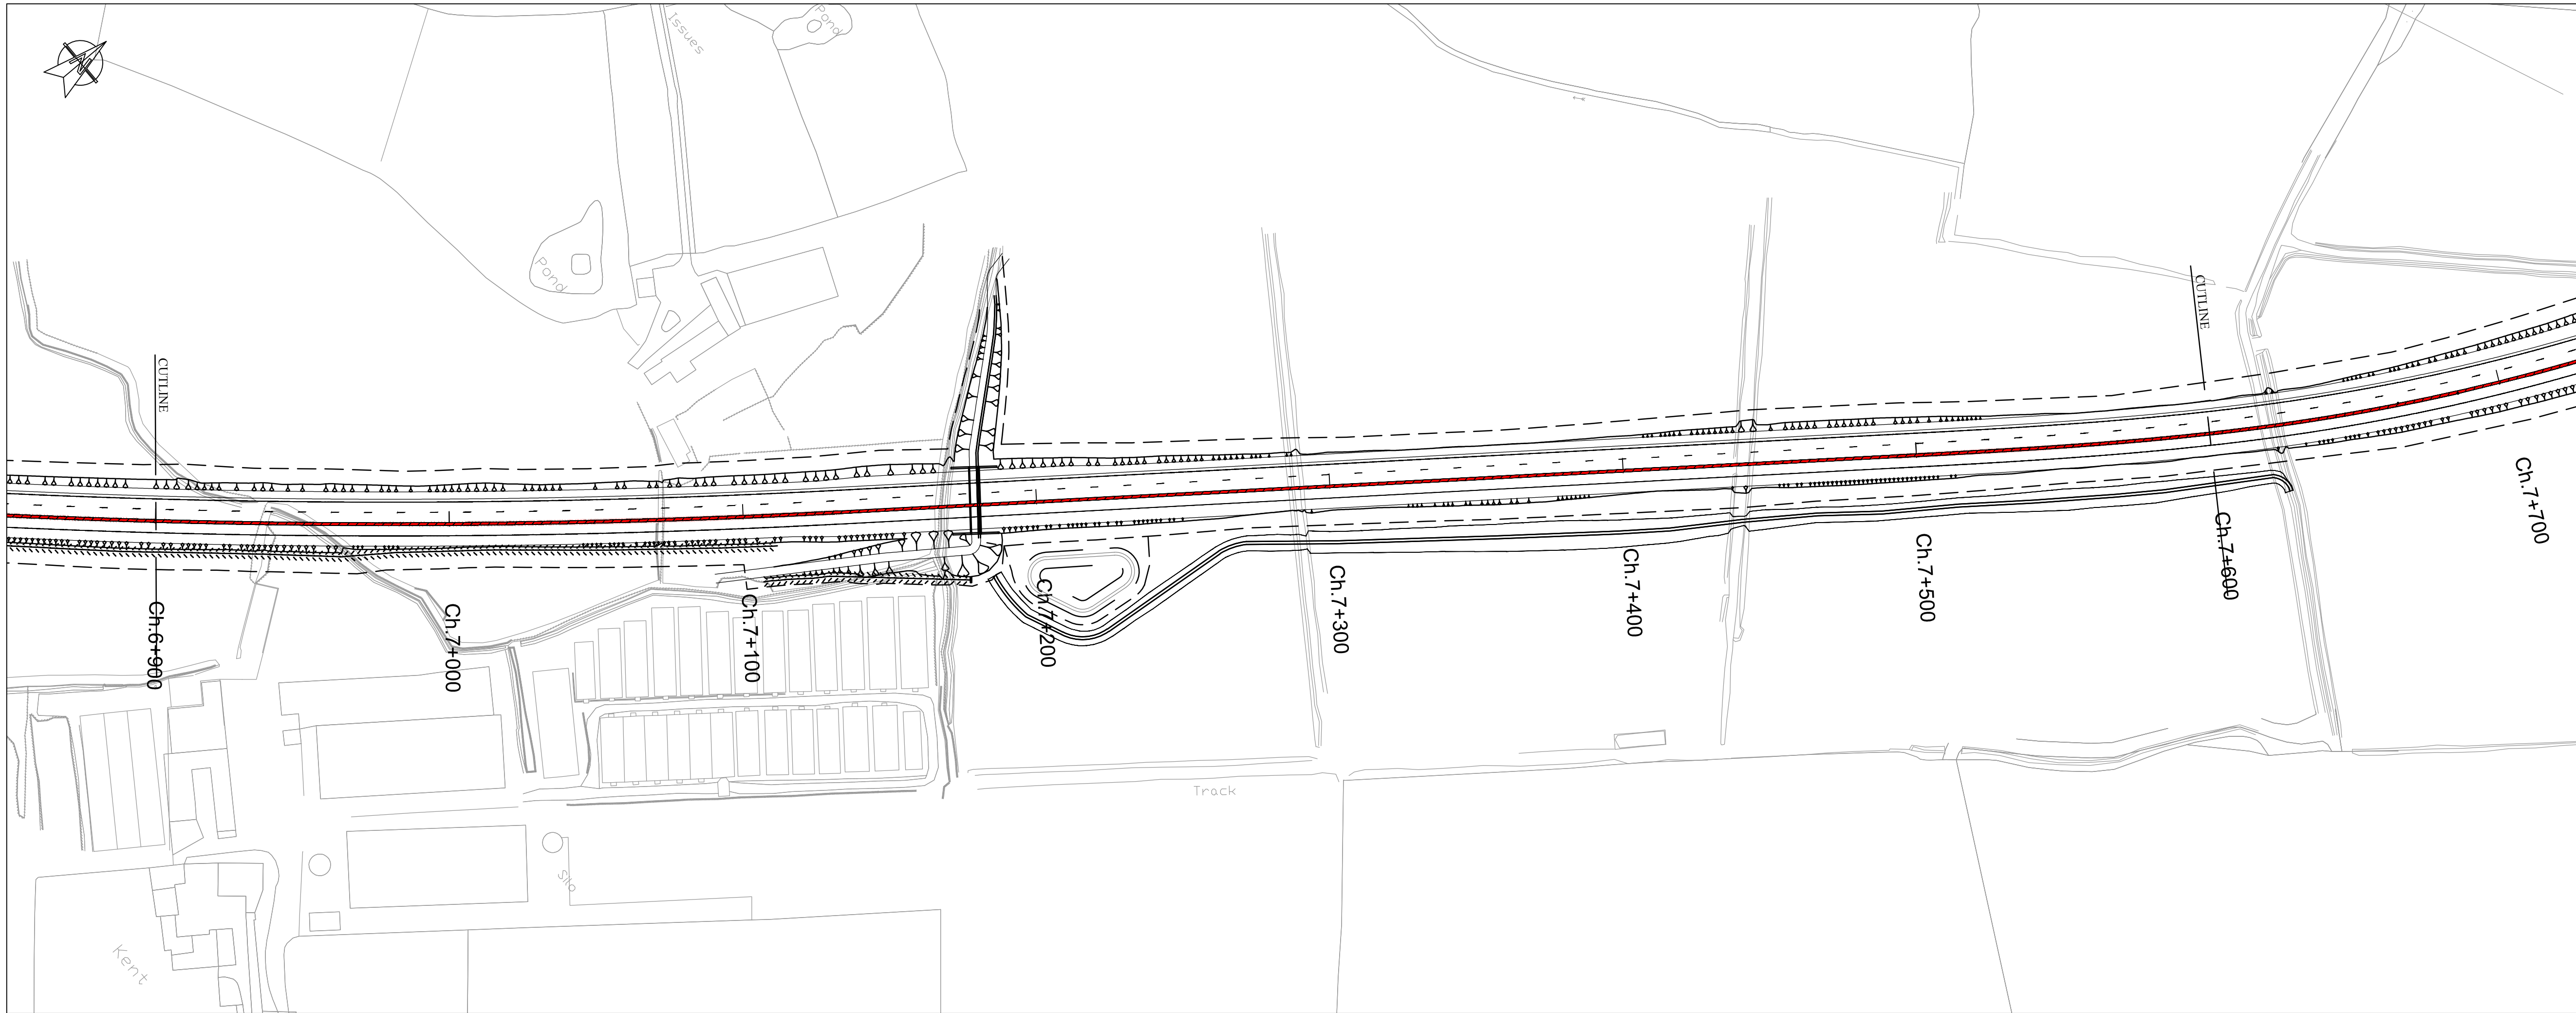 Issues
Pond
N
Pond
CUTLINE
CUTLINE
Ch.6+900
Ch.7+000
Ch.7+100
Ch.7+200
Ch.7+300
Ch.7+400
Ch.7+500
Ch.7+600
Ch.7+700
Track
Silo
Kent